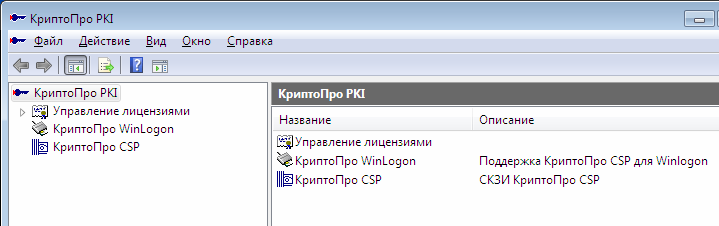 КриптоПро PKI
Файл Действие Вид Окно Справка
КриптоПро PKI
Управление лицензиями
КриптоПро WinLogon
КриптоПро CSP
КриптоПро PKI
Название Описание
Управление лицензиями
КриптоПро WinLogon Поддержка КриптоПро CSP для Winlogon
КриптоПро CSP СКЗИ КриптоПро CSP